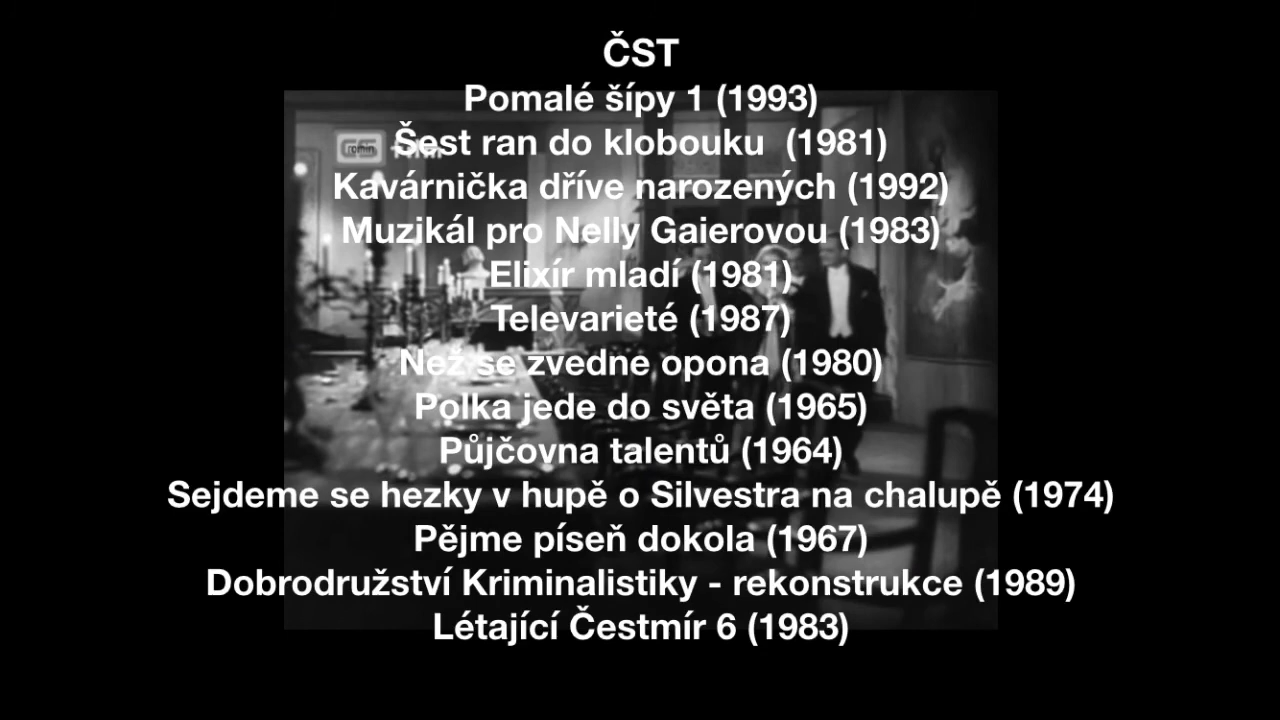 ČST
Pomalé šípy 1 (1993)
Šest ran do klobouku (1981)
Kavárnička dříve narozených (1992)
Muzikál pro Nelly Gaierovou (1983)
Elixír mladí (1981)
Televarieté (1987)
Než se zvedne opona (1980)
Polka jede do světa (1965)
Půjčovna talentů (1964)
Sejdeme se hezky v hupě o Silvestra na chalupě (1974)
Pějme píseň dokola (1967)
Dobrodružství Kriminalistiky - rekonstrukce (1989)
Létající Čestmír 6 (1983)